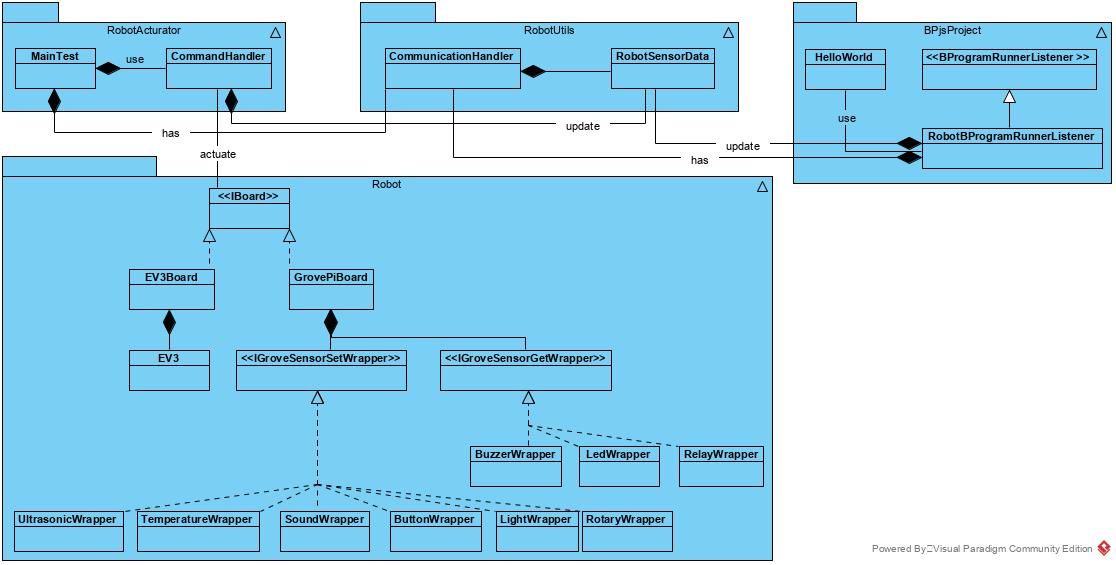 RobotActurator
MainTest
use
CommandHandler
RobotUtils
CommunicationHandler
RobotSensorData
BPjsProject
HelloWorld
<<BProgramRunnerListener >>
use
RobotBProgramRunnerListener
has
update
update
has
actuate
Robot
<<IBoard>>
EV3Board
GrovePiBoard
EV3
<<IGroveSensorSetWrapper>>
<<IGroveSensorGetWrapper>>
BuzzerWrapper
LedWrapper
RelayWrapper
UltrasonicWrapper
TemperatureWrapper
SoundWrapper
ButtonWrapper
LightWrapper
RotaryWrapper
Powered By Visual Paradigm Community Edition